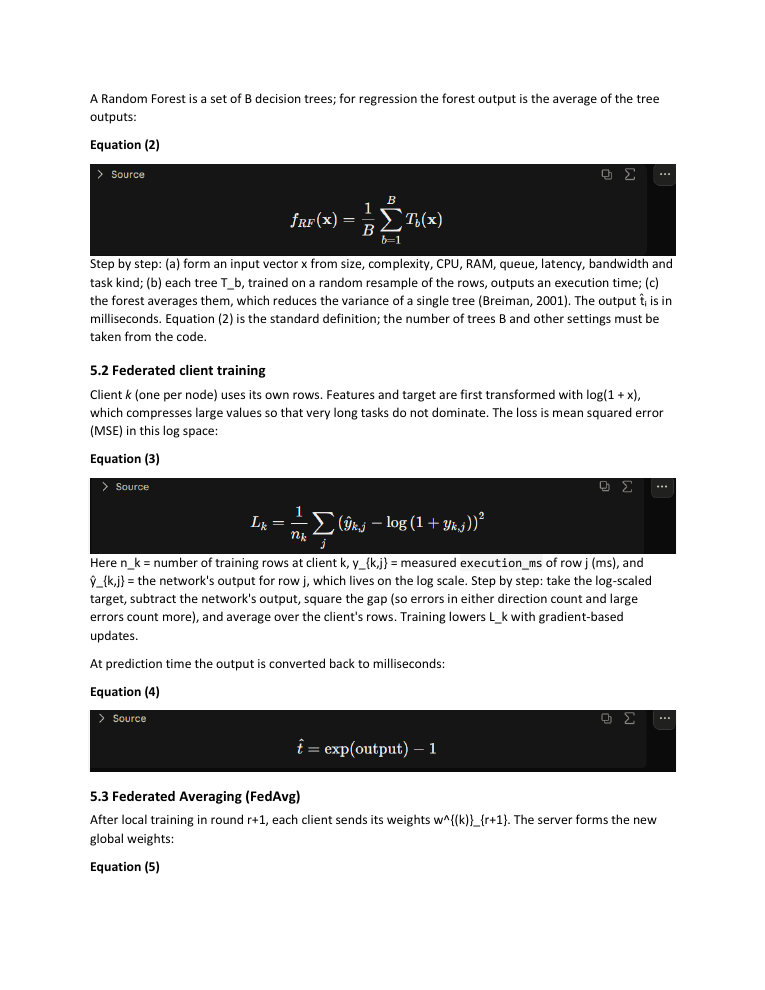 A Random Forest is a set of B decision trees; for regression the forest output is the average of the tree
outputs:
Equation (2)
Source
f_{RF}(x) = \frac{1}{B} \sum_{b=1}^{B} T_b(x)
Step by step: (a) form an input vector x from size, complexity, CPU, RAM, queue, latency, bandwidth and
task kind; (b) each tree T_b, trained on a random resample of the rows, outputs an execution time; (c)
the forest averages them, which reduces the variance of a single tree (Breiman, 2001). The output t̂ᵢ is in
milliseconds. Equation (2) is the standard definition; the number of trees B and other settings must be
taken from the code.
5.2 Federated client training
Client k (one per node) uses its own rows. Features and target are first transformed with log(1 + x),
which compresses large values so that very long tasks do not dominate. The loss is mean squared error
(MSE) in this log space:
Equation (3)
Source
L_k = \frac{1}{n_k} \sum_j (ŷ_{k,j} − log (1 + y_{k,j}))^2
Here n_k = number of training rows at client k, y_{k,j} = measured execution_ms of row j (ms), and
ŷ_{k,j} = the network's output for row j, which lives on the log scale. Step by step: take the log-scaled
target, subtract the network's output, square the gap (so errors in either direction count and large
errors count more), and average over the client's rows. Training lowers L_k with gradient-based
updates.
At prediction time the output is converted back to milliseconds:
Equation (4)
Source
t̂ = exp(output) − 1
5.3 Federated Averaging (FedAvg)
After local training in round r+1, each client sends its weights w^{(k)}_{r+1}. The server forms the new
global weights:
Equation (5)